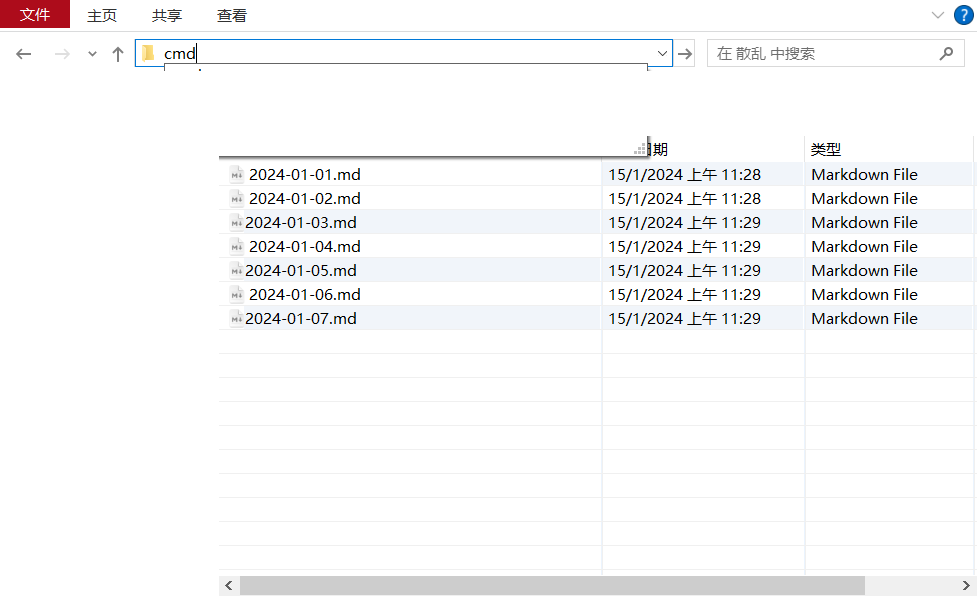 文件 主页 共享 查看 ?
cmd 在 散乱 中搜索
期 类型
2024-01-01.md 15/1/2024 上午 11:28 Markdown File
2024-01-02.md 15/1/2024 上午 11:28 Markdown File
2024-01-03.md 15/1/2024 上午 11:29 Markdown File
2024-01-04.md 15/1/2024 上午 11:29 Markdown File
2024-01-05.md 15/1/2024 上午 11:29 Markdown File
2024-01-06.md 15/1/2024 上午 11:29 Markdown File
2024-01-07.md 15/1/2024 上午 11:29 Markdown File